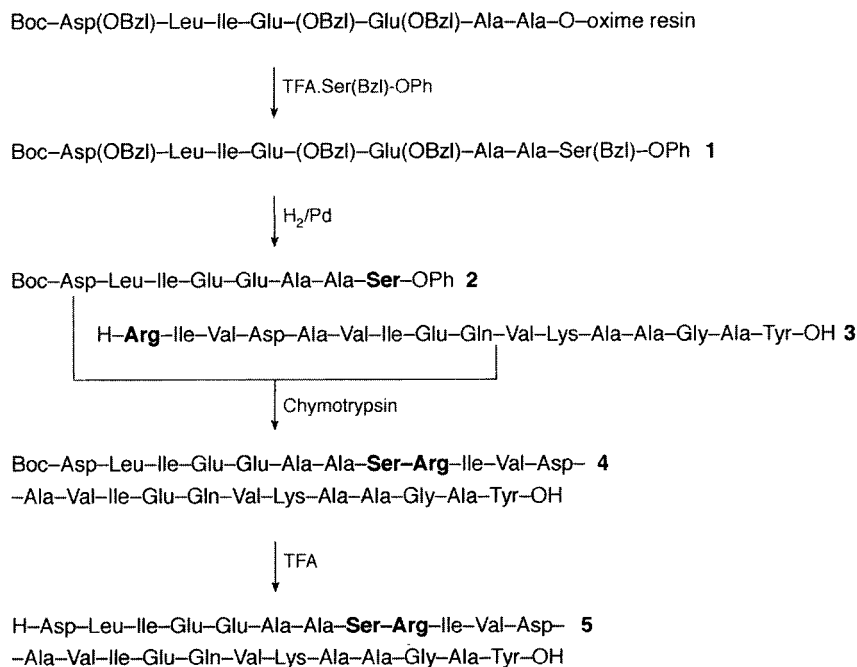 Boc–Asp(OBzl)–Leu–Ile–Glu–(OBzl)–Glu(OBzl)–Ala–Ala–O–oxime resin
TFA.Ser(Bzl)-OPh
Boc–Asp(OBzl)–Leu–Ile–Glu–(OBzl)–Glu(OBzl)–Ala–Ala–Ser(Bzl)–OPh 1
H₂/Pd
Boc–Asp–Leu–Ile–Glu–Glu–Ala–Ala–Ser–OPh 2
H–Arg–Ile–Val–Asp–Ala–Val–Ile–Glu–Gln–Val–Lys–Ala–Ala–Gly–Ala–Tyr–OH 3
Chymotrypsin
Boc–Asp–Leu–Ile–Glu–Glu–Ala–Ala–Ser–Arg–Ile–Val–Asp– 4
–Ala–Val–Ile–Glu–Gln–Val–Lys–Ala–Ala–Gly–Ala–Tyr–OH
TFA
H–Asp–Leu–Ile–Glu–Glu–Ala–Ala–Ser–Arg–Ile–Val–Asp– 5
–Ala–Val–Ile–Glu–Gln–Val–Lys–Ala–Ala–Gly–Ala–Tyr–OH